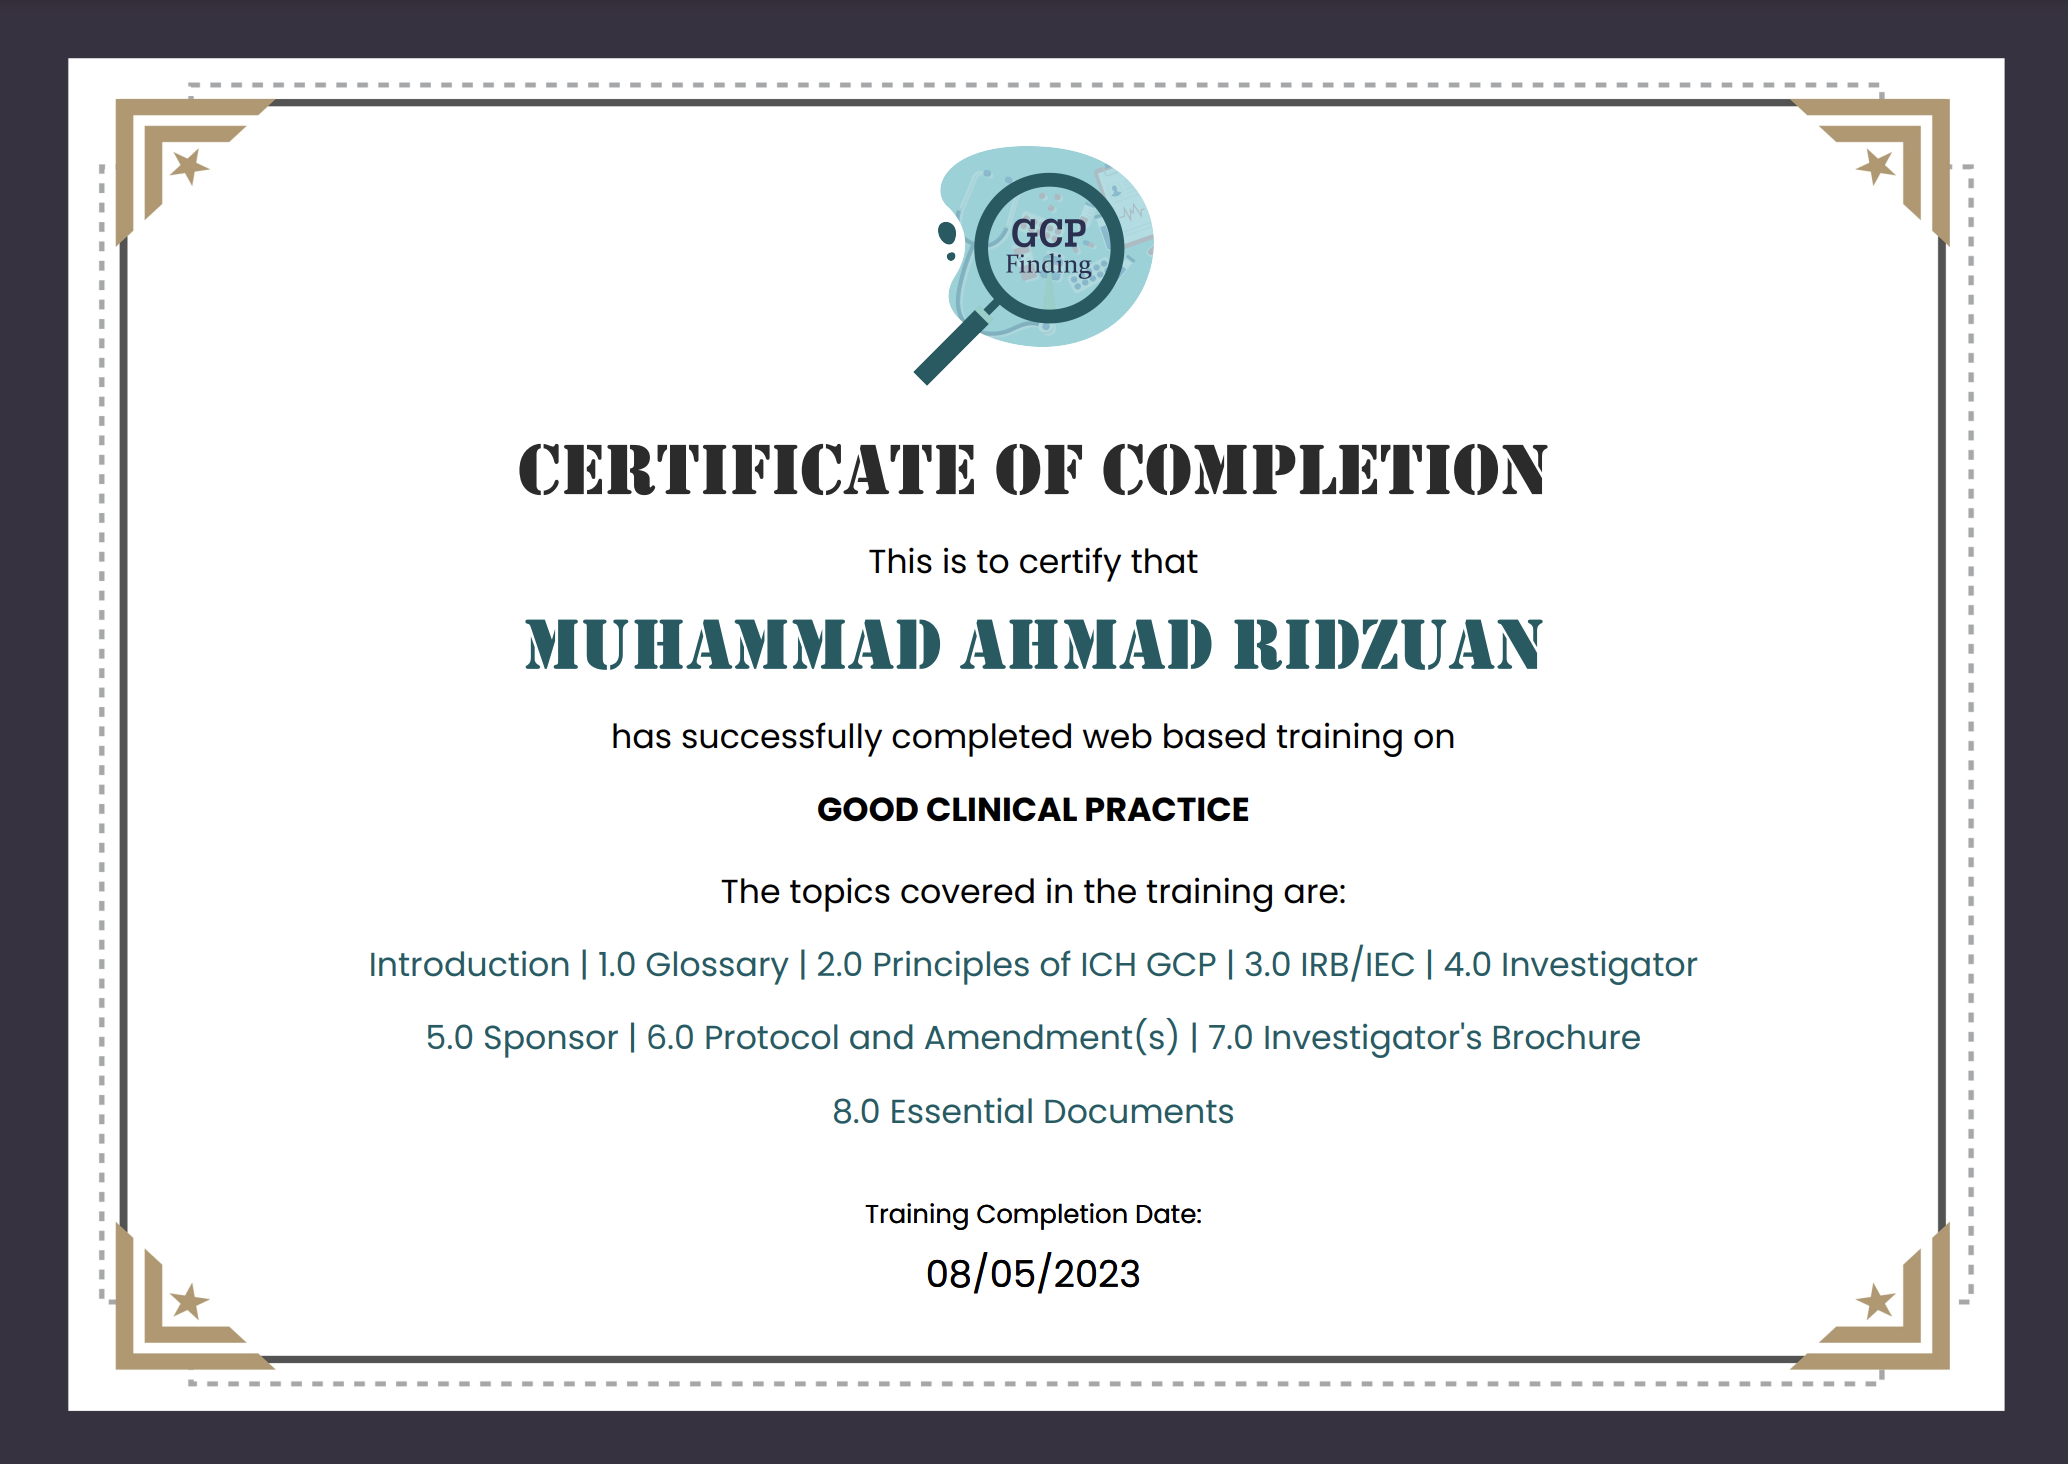 GCP
Finding
CERTIFICATE OF COMPLETION
This is to certify that
MUHAMMAD AHMAD RIDZUAN
has successfully completed web based training on
GOOD CLINICAL PRACTICE
The topics covered in the training are:
Introduction | 1.0 Glossary | 2.0 Principles of ICH GCP | 3.0 IRB/IEC | 4.0 Investigator
5.0 Sponsor | 6.0 Protocol and Amendment(s) | 7.0 Investigator's Brochure
8.0 Essential Documents
Training Completion Date:
08/05/2023